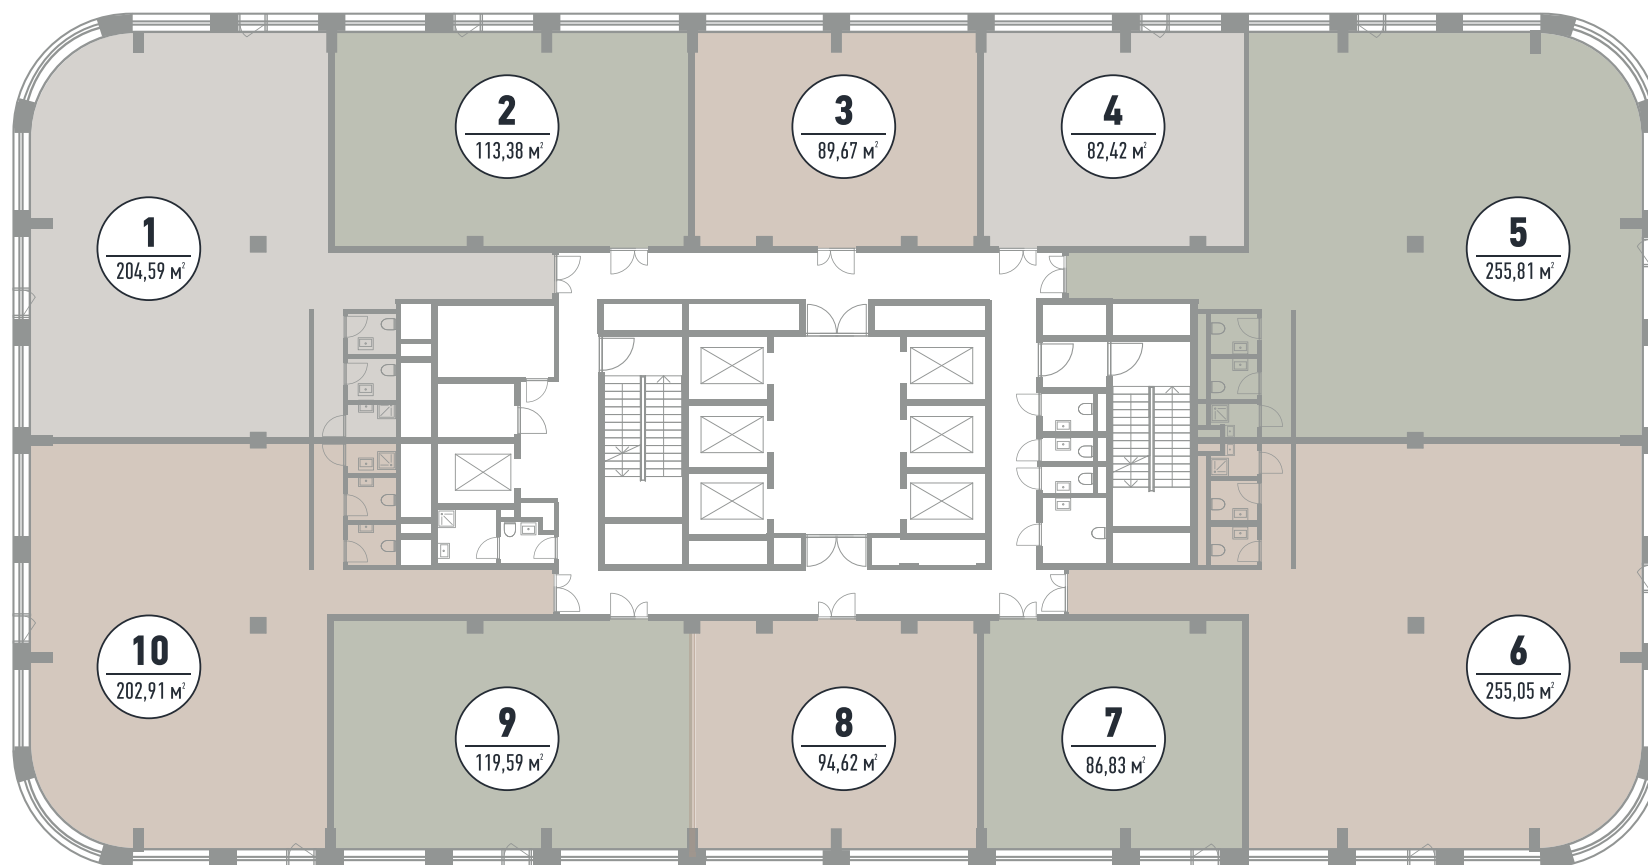 2
113,38 м²
3
89,67 м²
4
82,42 м²
1
204,59 м²
5
255,81 м²
10
202,91 м²
6
255,05 м²
9
119,59 м²
8
94,62 м²
7
86,83 м²